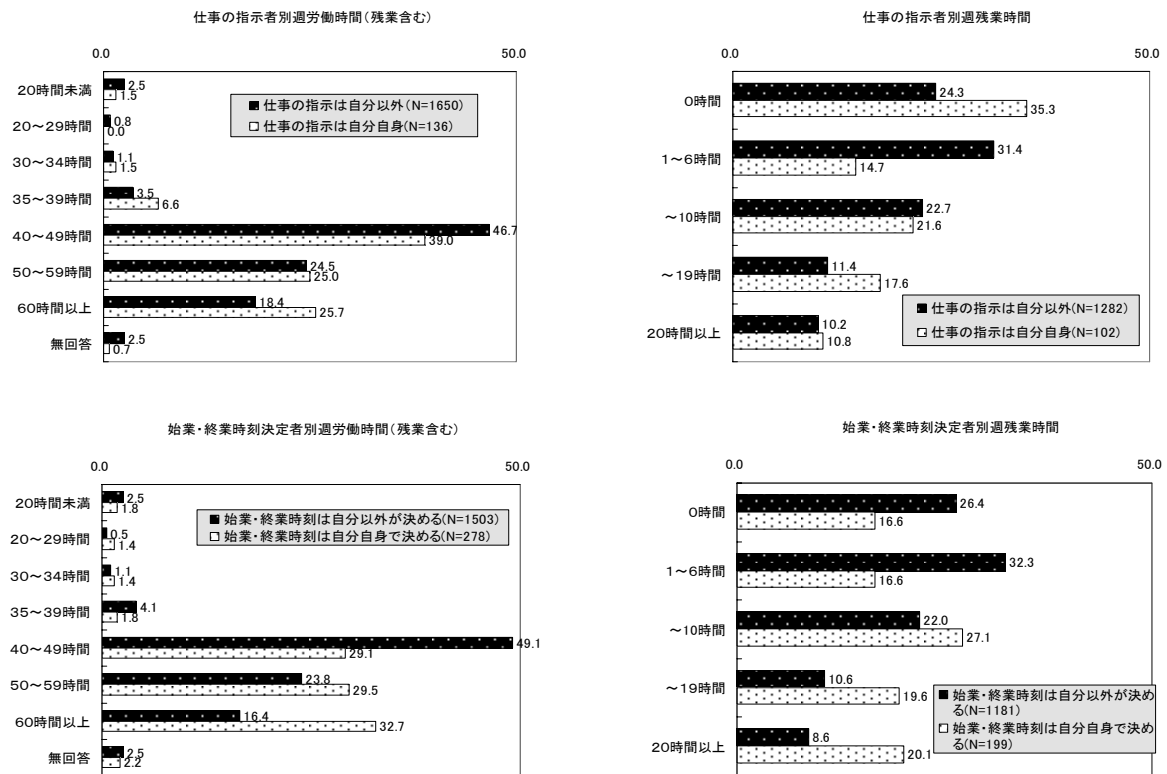 仕事の指示者別週労働時間(残業含む)
0.0 50.0
20時間未満 2.5
1.5
20～29時間 0.8
0.0
30～34時間 1.1
1.5
35～39時間 3.5
6.6
40～49時間 46.7
39.0
50～59時間 24.5
25.0
60時間以上 18.4
25.7
無回答 2.5
0.7
仕事の指示は自分以外(N=1650)
仕事の指示は自分自身(N=136)
仕事の指示者別週残業時間
0.0 50.0
0時間 24.3
35.3
1～6時間 31.4
14.7
～10時間 22.7
21.6
～19時間 11.4
17.6
20時間以上 10.2
10.8
仕事の指示は自分以外(N=1282)
仕事の指示は自分自身(N=102)
始業・終業時刻決定者別週労働時間(残業含む)
0.0 50.0
20時間未満 2.5
1.8
20～29時間 0.5
1.4
30～34時間 1.1
1.4
35～39時間 4.1
1.8
40～49時間 49.1
29.1
50～59時間 23.8
29.5
60時間以上 16.4
32.7
無回答 2.5
2.2
始業・終業時刻は自分以外が決める(N=1503)
始業・終業時刻は自分自身で決める(N=278)
始業・終業時刻決定者別週残業時間
0.0 50.0
0時間 26.4
16.6
1～6時間 32.3
16.6
～10時間 22.0
27.1
～19時間 10.6
19.6
20時間以上 8.6
20.1
始業・終業時刻は自分以外が決め
る(N=1181)
始業・終業時刻は自分自身で決め
る(N=199)